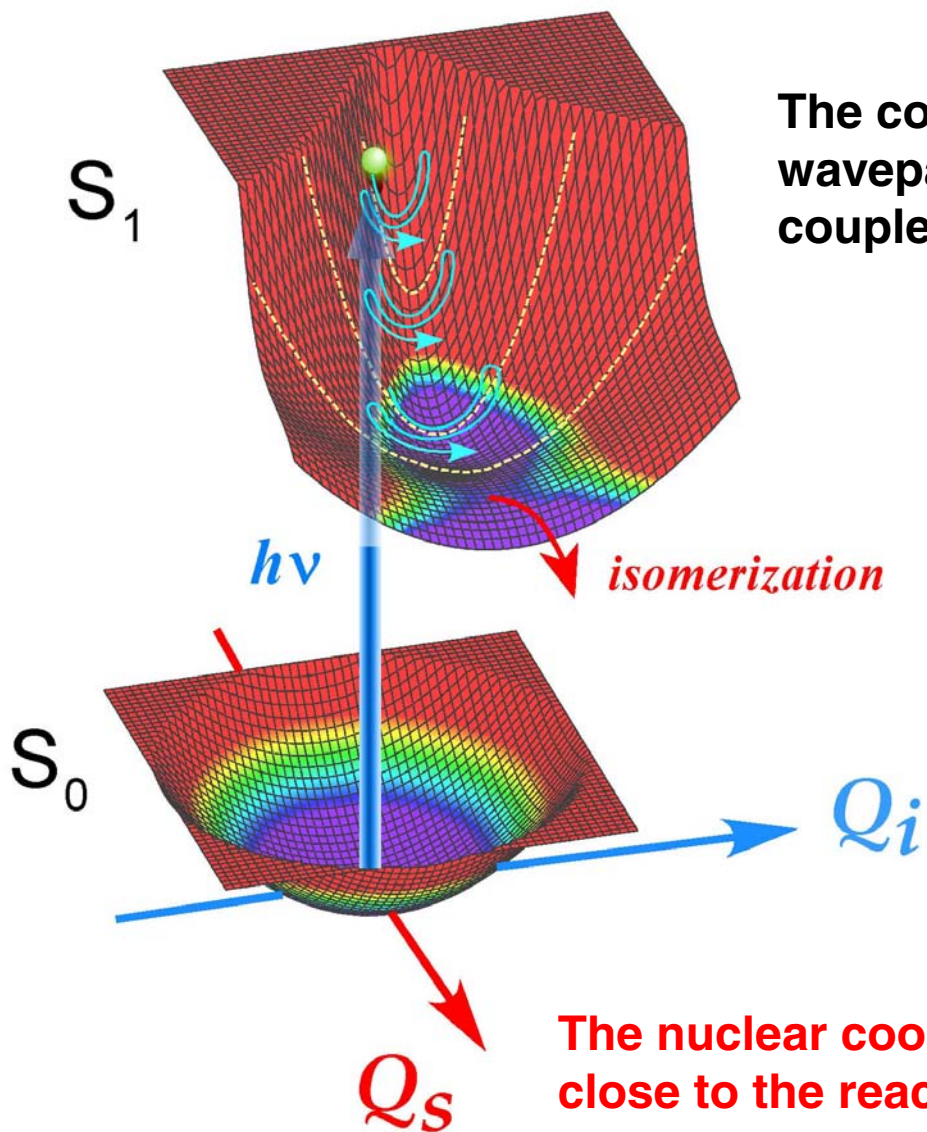 The co
wavepa
couple
S₁
hν
isomerization
S₀
Qᵢ
Qₛ
The nuclear coo
close to the reac